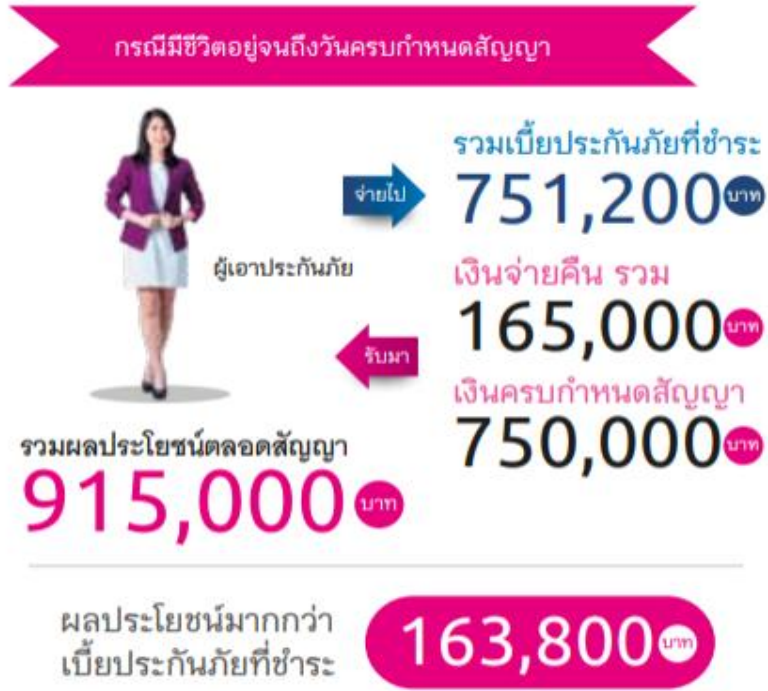 กรณีมีชีวิตอยู่จนถึงวันครบกำหนดสัญญา
รวมเบี้ยประกันภัยที่ชำระ
จ่ายไป
751,200 บาท
ผู้เอาประกันภัย
เงินจ่ายคืน รวม
165,000 บาท
รับมา
เงินครบกำหนดสัญญา
750,000 บาท
รวมผลประโยชน์ตลอดสัญญา
915,000 บาท
ผลประโยชน์มากกว่า
เบี้ยประกันภัยที่ชำระ
163,800 บาท